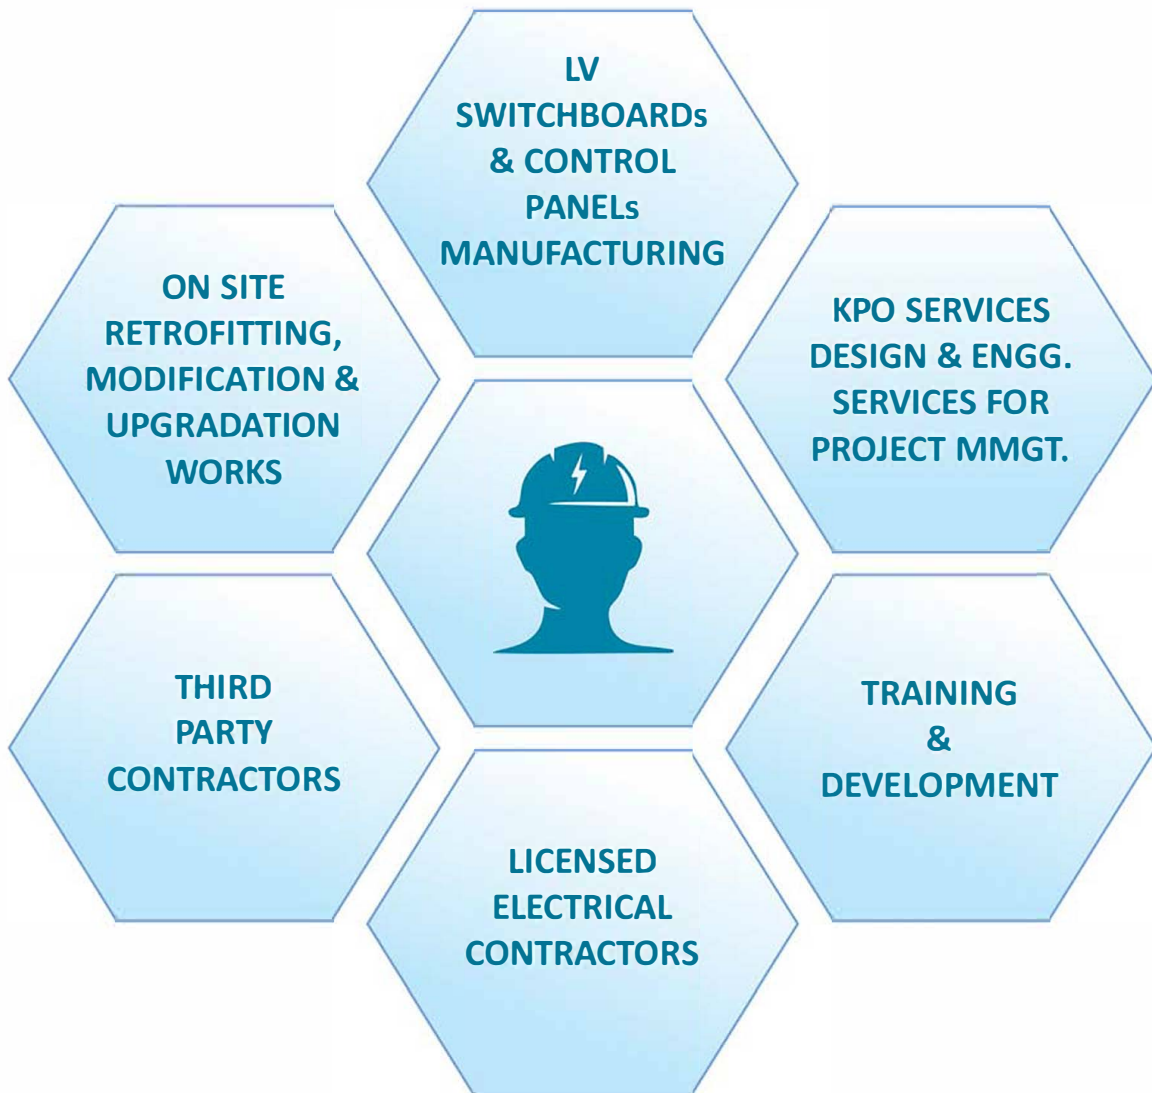 LV
SWITCHBOARDs
& CONTROL
PANELs
MANUFACTURING
ON SITE
RETROFITTING,
MODIFICATION &
UPGRADATION
WORKS
KPO SERVICES
DESIGN & ENGG.
SERVICES FOR
PROJECT MMGT.
THIRD
PARTY
CONTRACTORS
TRAINING
&
DEVELOPMENT
LICENSED
ELECTRICAL
CONTRACTORS